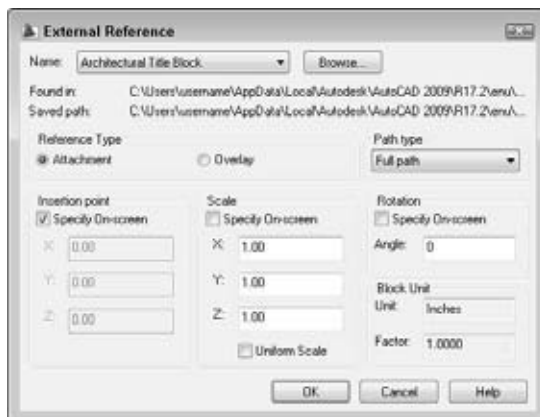 External Reference
Name: Architectural Title Block Browse...
Found in: C:\Users\username\AppData\Local\Autodesk\AutoCAD 2009\R17.2\enu\...
Saved path: C:\Users\username\AppData\Local\Autodesk\AutoCAD 2009\R17.2\enu\...
Reference Type
Attachment Overlay
Path type
Full path
Insertion point
Specify On-screen
X: 0.00
Y: 0.00
Z: 0.00
Scale
Specify On-screen
X: 1.00
Y: 1.00
Z: 1.00
Uniform Scale
Rotation
Specify On-screen
Angle: 0
Block Unit
Unit: Inches
Factor: 1.0000
OK Cancel Help